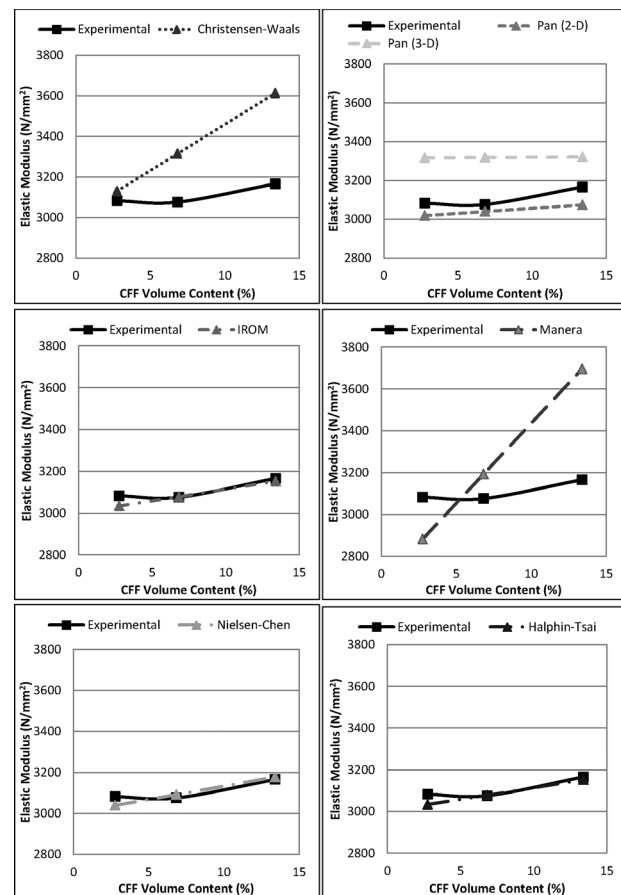 Experimental Christensen-Waals
3800
3600
3400
3200
3000
2800
0 5 10 15
Elastic Modulus (N/mm²)
CFF Volume Content (%)
Experimental Pan (2-D)
Pan (3-D)
3800
3600
3400
3200
3000
2800
0 5 10 15
Elastic Modulus (N/mm²)
CFF Volume Content (%)
Experimental IROM
3800
3600
3400
3200
3000
2800
0 5 10 15
Elastic Modulus (N/mm²)
CFF Volume Content (%)
Experimental Manera
3800
3600
3400
3200
3000
2800
0 5 10 15
Elastic Modulus (N/mm²)
CFF Volume Content (%)
Experimental Nielsen-Chen
3800
3600
3400
3200
3000
2800
0 5 10 15
Elastic Modulus (N/mm²)
CFF Volume Content (%)
Experimental Halphin-Tsai
3800
3600
3400
3200
3000
2800
0 5 10 15
Elastic Modulus (N/mm²)
CFF Volume Content (%)